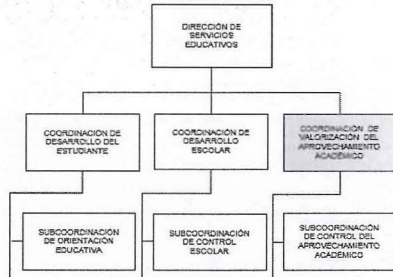 DIRECCIÓN DE
SERVICIOS
EDUCATIVOS
COORDINACIÓN DE
DESARROLLO DEL
ESTUDIANTE
COORDINACIÓN DE
DESARROLLO
ESCOLAR
COORDINACIÓN DE
VALORIZACIÓN DEL
APROVECHAMIENTO
ACADÉMICO
SUBCOORDINACIÓN
DE ORIENTACIÓN
EDUCATIVA
SUBCOORDINACIÓN
DE CONTROL
ESCOLAR
SUBCOORDINACIÓN
DE CONTROL DEL
APROVECHAMIENTO
ACADÉMICO